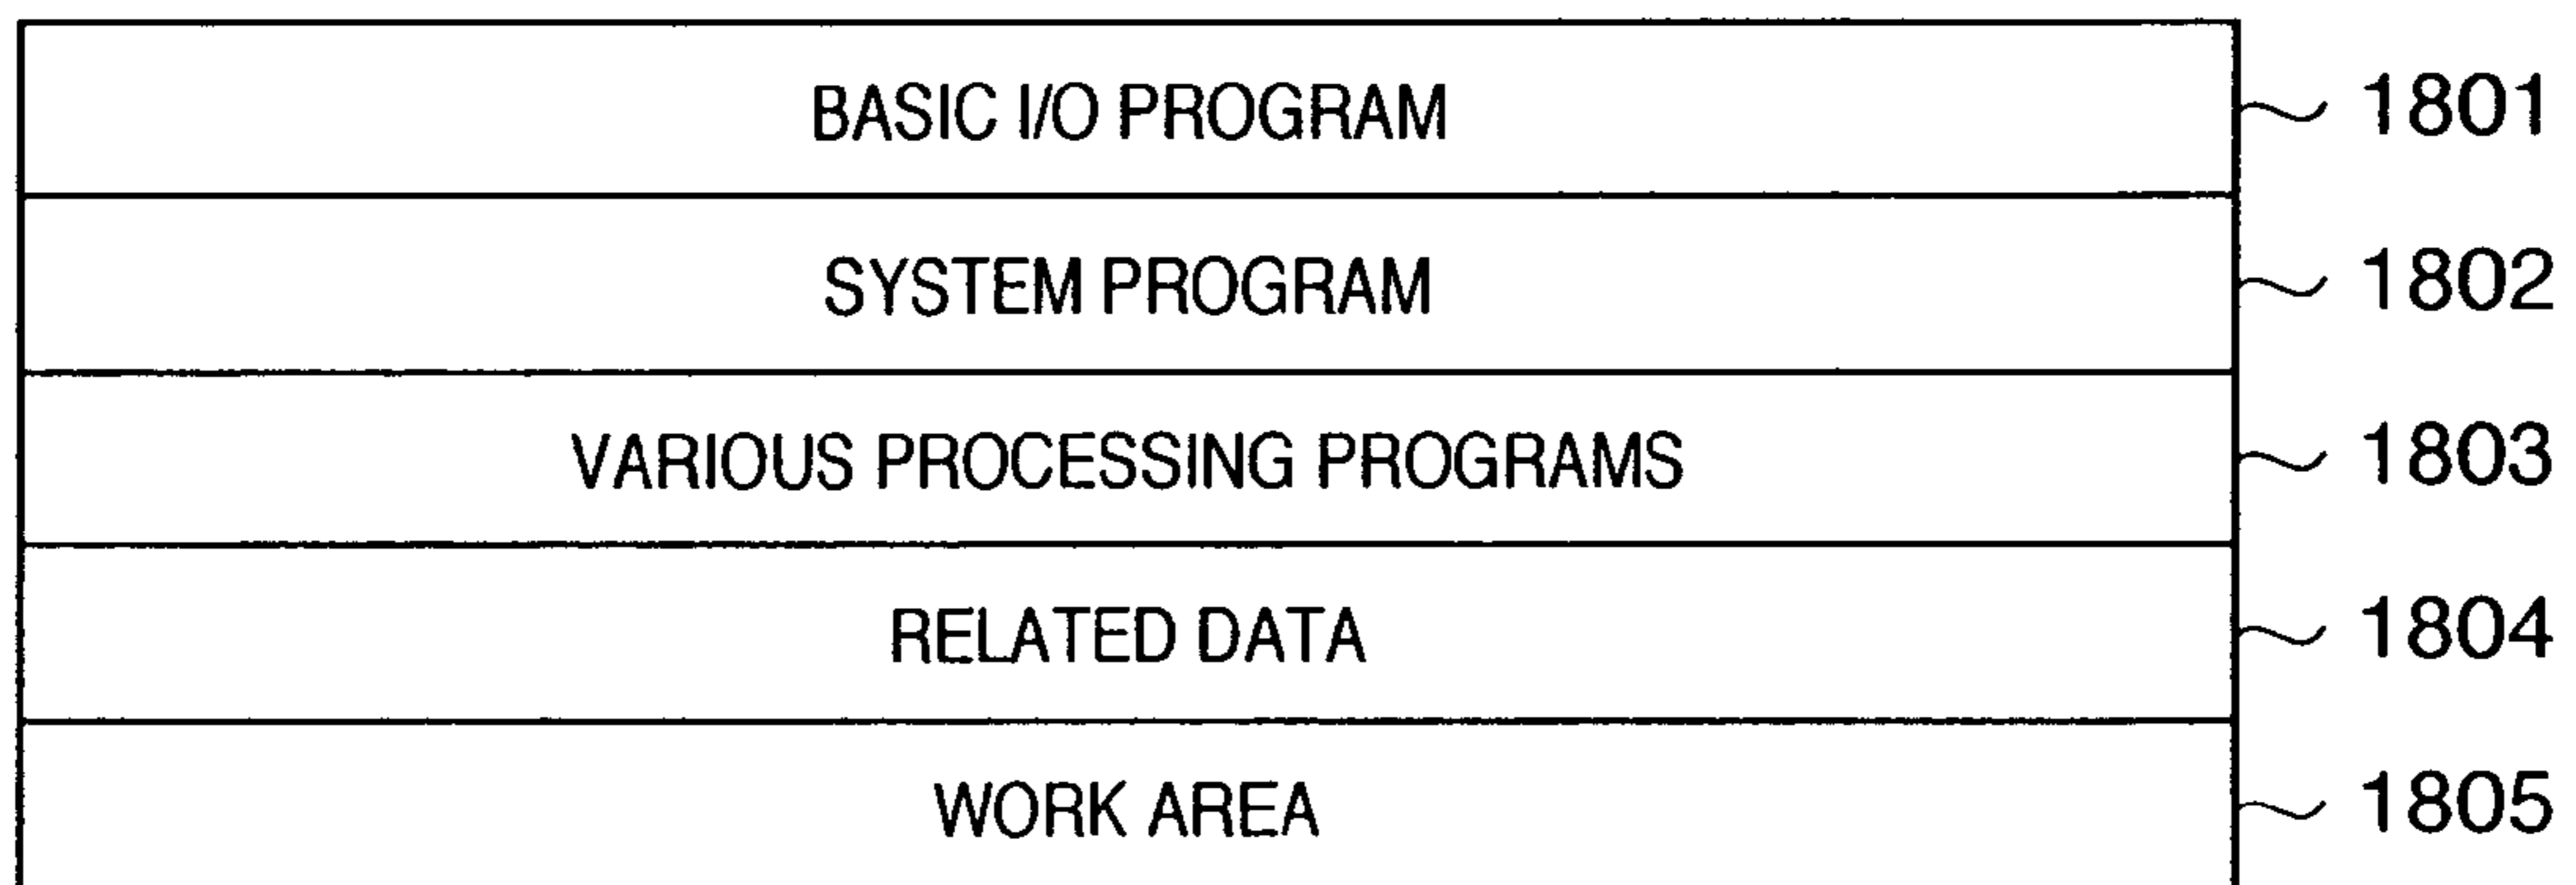 BASIC I/O PROGRAM 1801
SYSTEM PROGRAM 1802
VARIOUS PROCESSING PROGRAMS 1803
RELATED DATA 1804
WORK AREA 1805